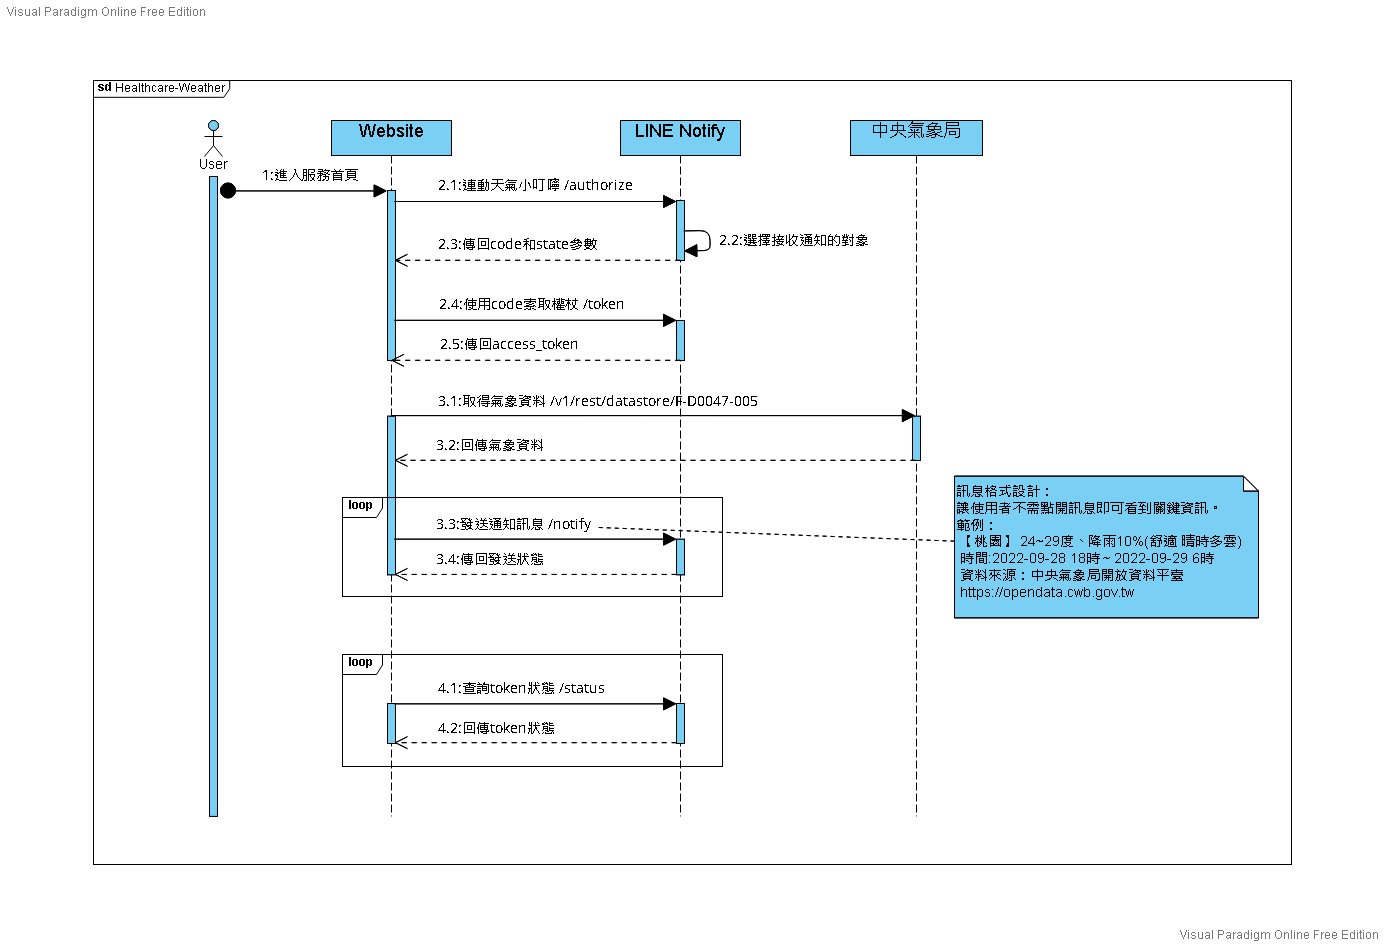 Visual Paradigm Online Free Edition
sd Healthcare-Weather
User
Website
LINE Notify
中央氣象局
1:進入服務首頁
2.1:連動天氣小叮嚀 /authorize
2.2:選擇接收通知的對象
2.3:傳回code和state參數
2.4:使用code索取權杖 /token
2.5:傳回access_token
3.1:取得氣象資料 /v1/rest/datastore/F-D0047-005
3.2:回傳氣象資料
loop
3.3:發送通知訊息 /notify
3.4:傳回發送狀態
訊息格式設計：
讓使用者不需點開訊息即可看到關鍵資訊。
範例：
【桃園】 24~29度、降雨10%(舒適 晴時多雲)
時間:2022-09-28 18時 ~ 2022-09-29 6時
資料來源：中央氣象局開放資料平臺
https://opendata.cwb.gov.tw
loop
4.1:查詢token狀態 /status
4.2:回傳token狀態
Visual Paradigm Online Free Edition